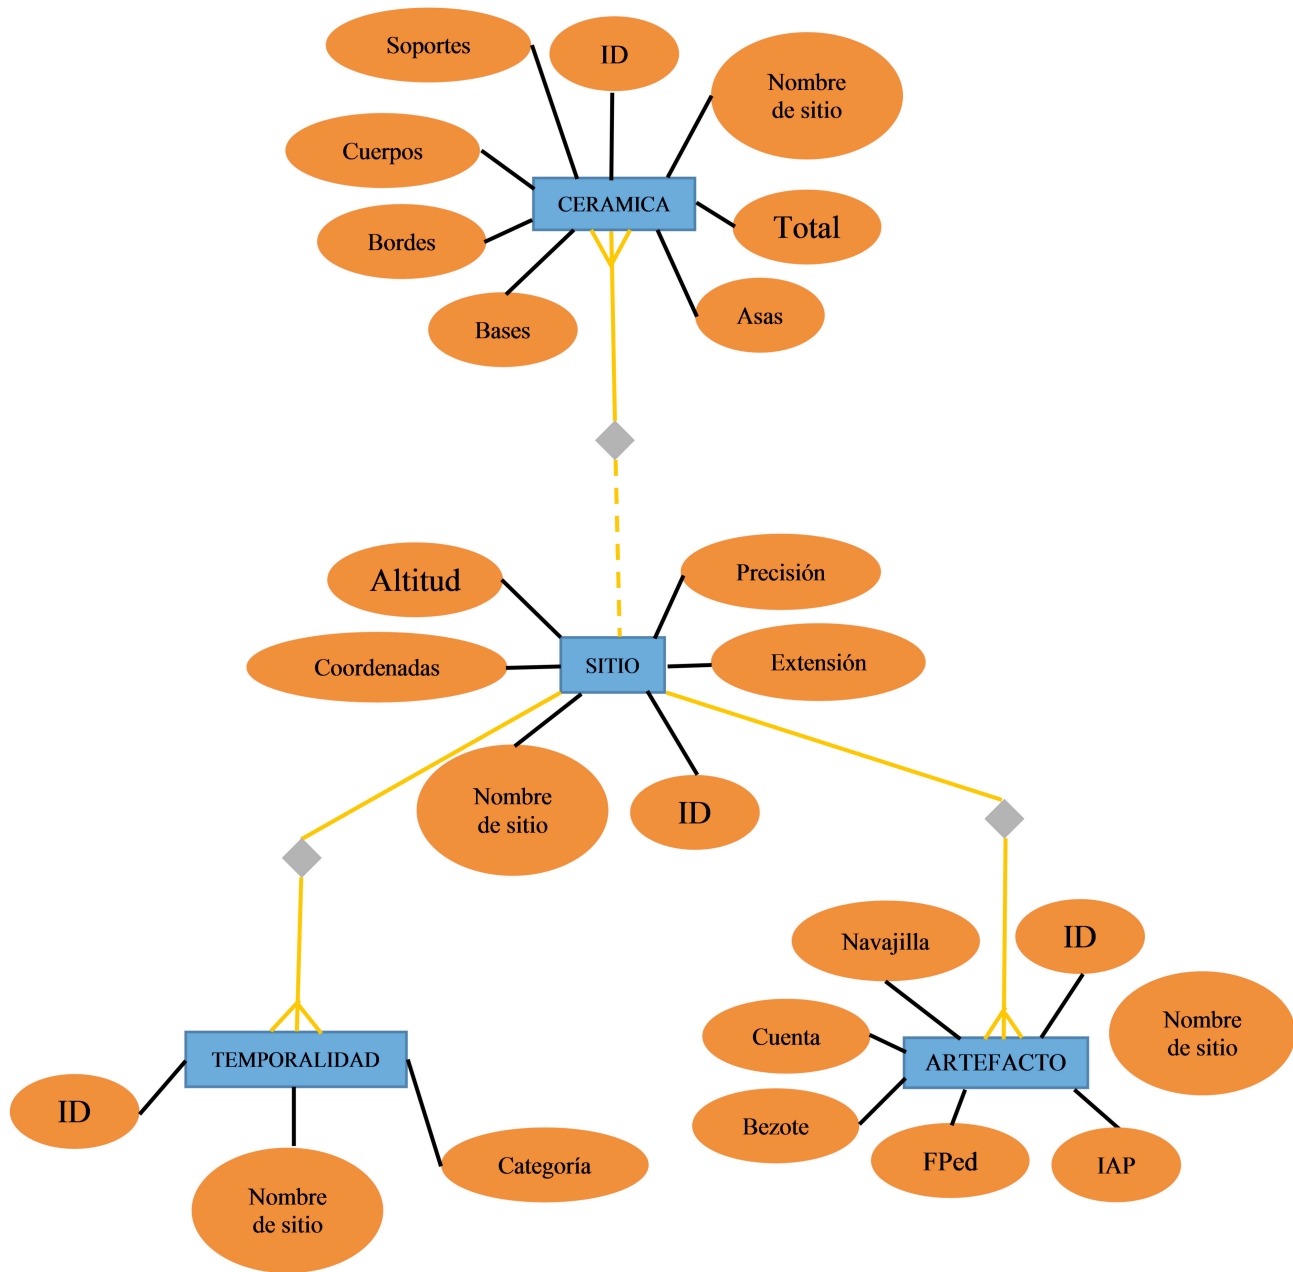 Soportes
ID
Nombre
de sitio
Cuerpos
CERAMICA
Total
Bordes
Asas
Bases
Altitud
Precisión
Coordenadas
SITIO
Extensión
Nombre
de sitio
ID
Navajilla
ID
Nombre
de sitio
Cuenta
ARTEFACTO
TEMPORALIDAD
ID
Bezote
FPed
IAP
Categoría
Nombre
de sitio